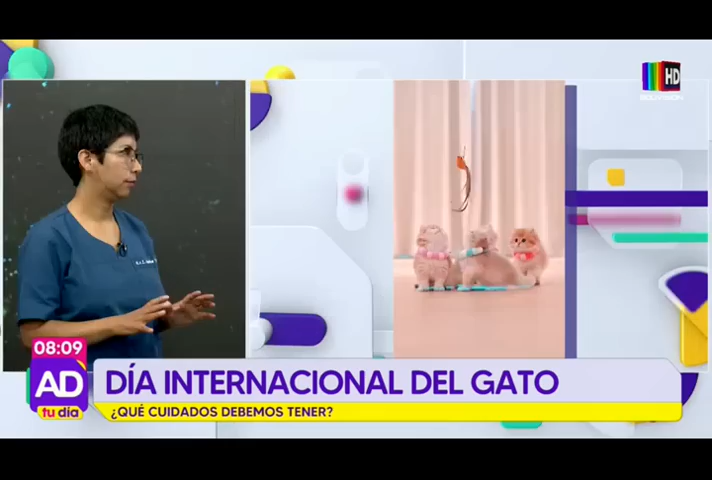 HD
08:09
AD
tu día
DÍA INTERNACIONAL DEL GATO
¿QUÉ CUIDADOS DEBEMOS TENER?